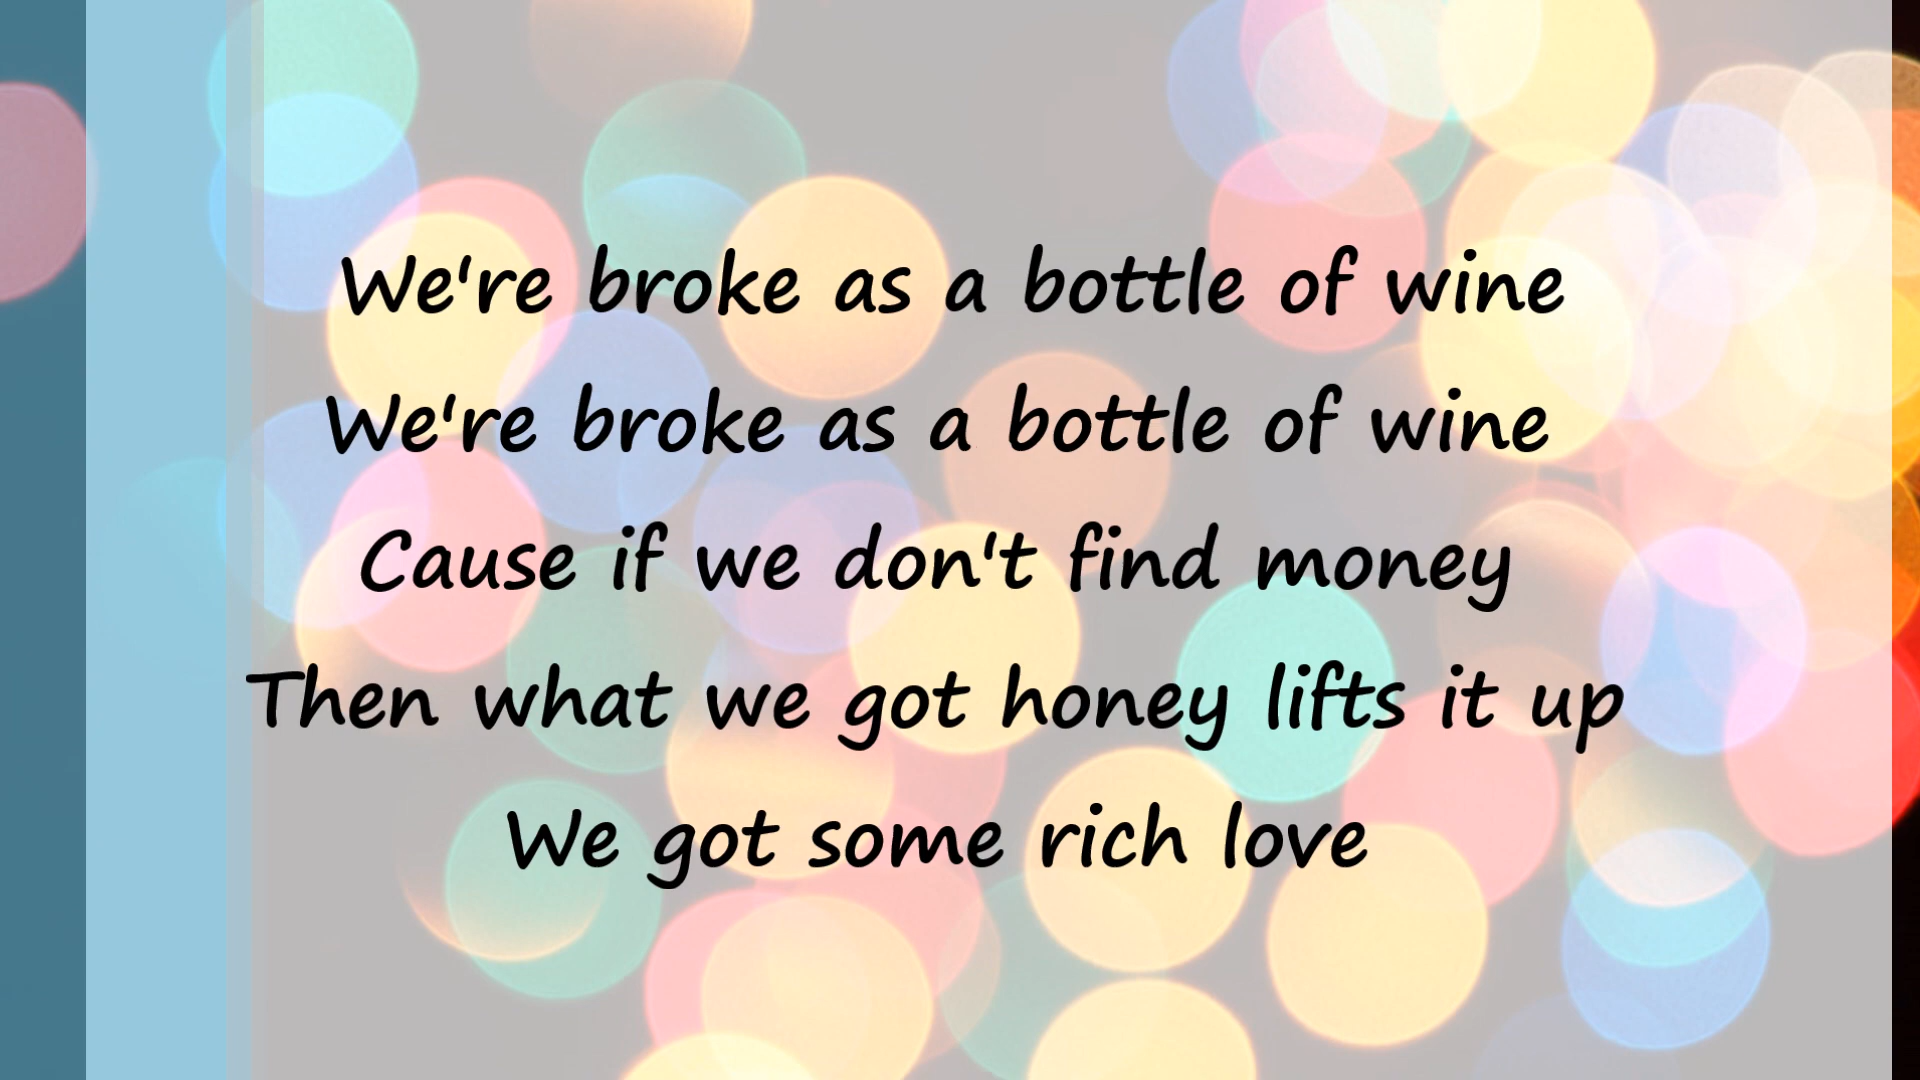 We're broke as a bottle of wine
We're broke as a bottle of wine
Cause if we don't find money
Then what we got honey lifts it up
We got some rich love